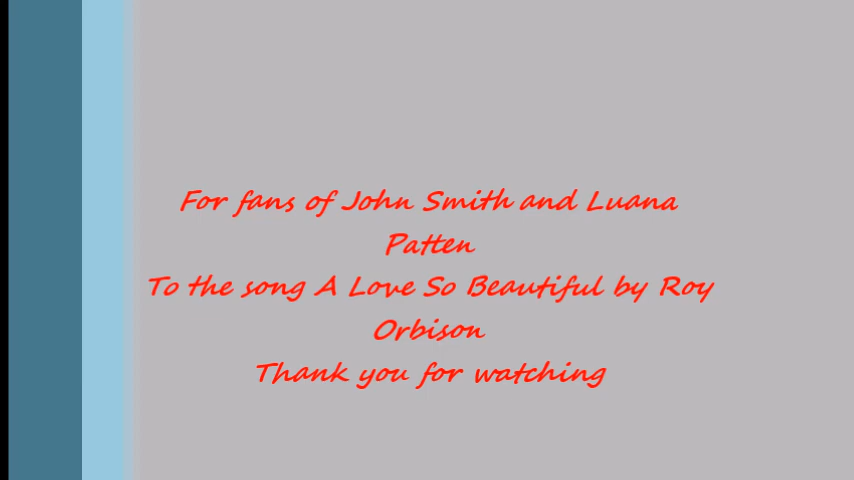 For fans of John Smith and Luana
Patten
To the song A Love So Beautiful by Roy
Orbison
Thank you for watching